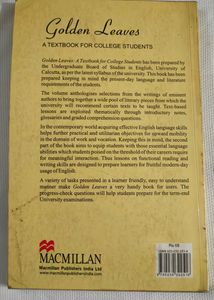 Golden Leaves
A TEXTBOOK FOR COLLEGE STUDENTS
Golden Leaves: A Textbook for College Students has been prepared by
the Undergraduate Board of Studies in English, University of
Calcutta, as per the latest syllabus of the university. This book has been
prepared keeping in mind the present-day language and literature
requirements of the students.
The volume anthologises selections from the writings of eminent
authors to bring together a wide pool of literary pieces from which the
university will recommend certain texts to be taught. Text-based
lessons are exploited thematically through introductory notes,
glossaries and graded comprehension questions.
In the contemporary world acquiring effective English language skills
helps further practical and utilitarian objectives for upward mobility
in the domain of work and vocation. Keeping this in mind, the second
part of the book aims to equip students with those essential language
abilities which students poised on the threshold of their careers require
for meaningful interaction. Thus lessons on functional reading and
writing skills are designed to prepare learners for fruitful modern-day
usage of English.
A variety of tasks presented in a learner friendly, easy to understand
manner make Golden Leaves a very handy book for users. The
progress-check questions will help students prepare for the term-end
University examinations.
MACMILLAN
Macmillan Publishers India Ltd